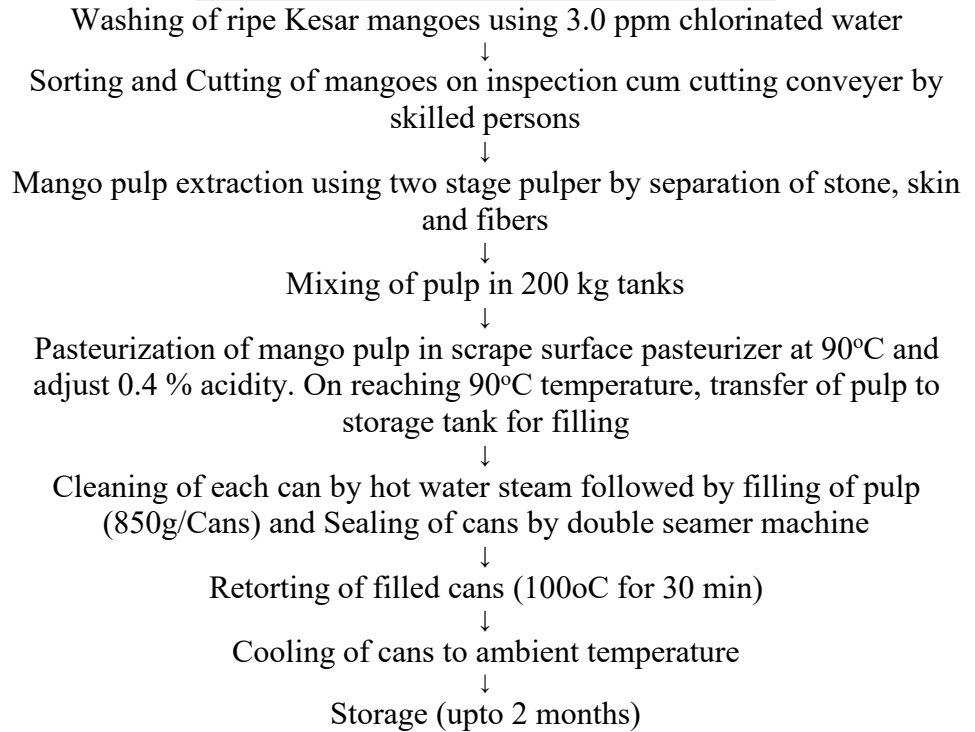 Washing of ripe Kesar mangoes using 3.0 ppm chlorinated water
↓
Sorting and Cutting of mangoes on inspection cum cutting conveyer by
skilled persons
↓
Mango pulp extraction using two stage pulper by separation of stone, skin
and fibers
↓
Mixing of pulp in 200 kg tanks
↓
Pasteurization of mango pulp in scrape surface pasteurizer at 90°C and
adjust 0.4 % acidity. On reaching 90°C temperature, transfer of pulp to
storage tank for filling
↓
Cleaning of each can by hot water steam followed by filling of pulp
(850g/Cans) and Sealing of cans by double seamer machine
↓
Retorting of filled cans (100oC for 30 min)
↓
Cooling of cans to ambient temperature
↓
Storage (upto 2 months)